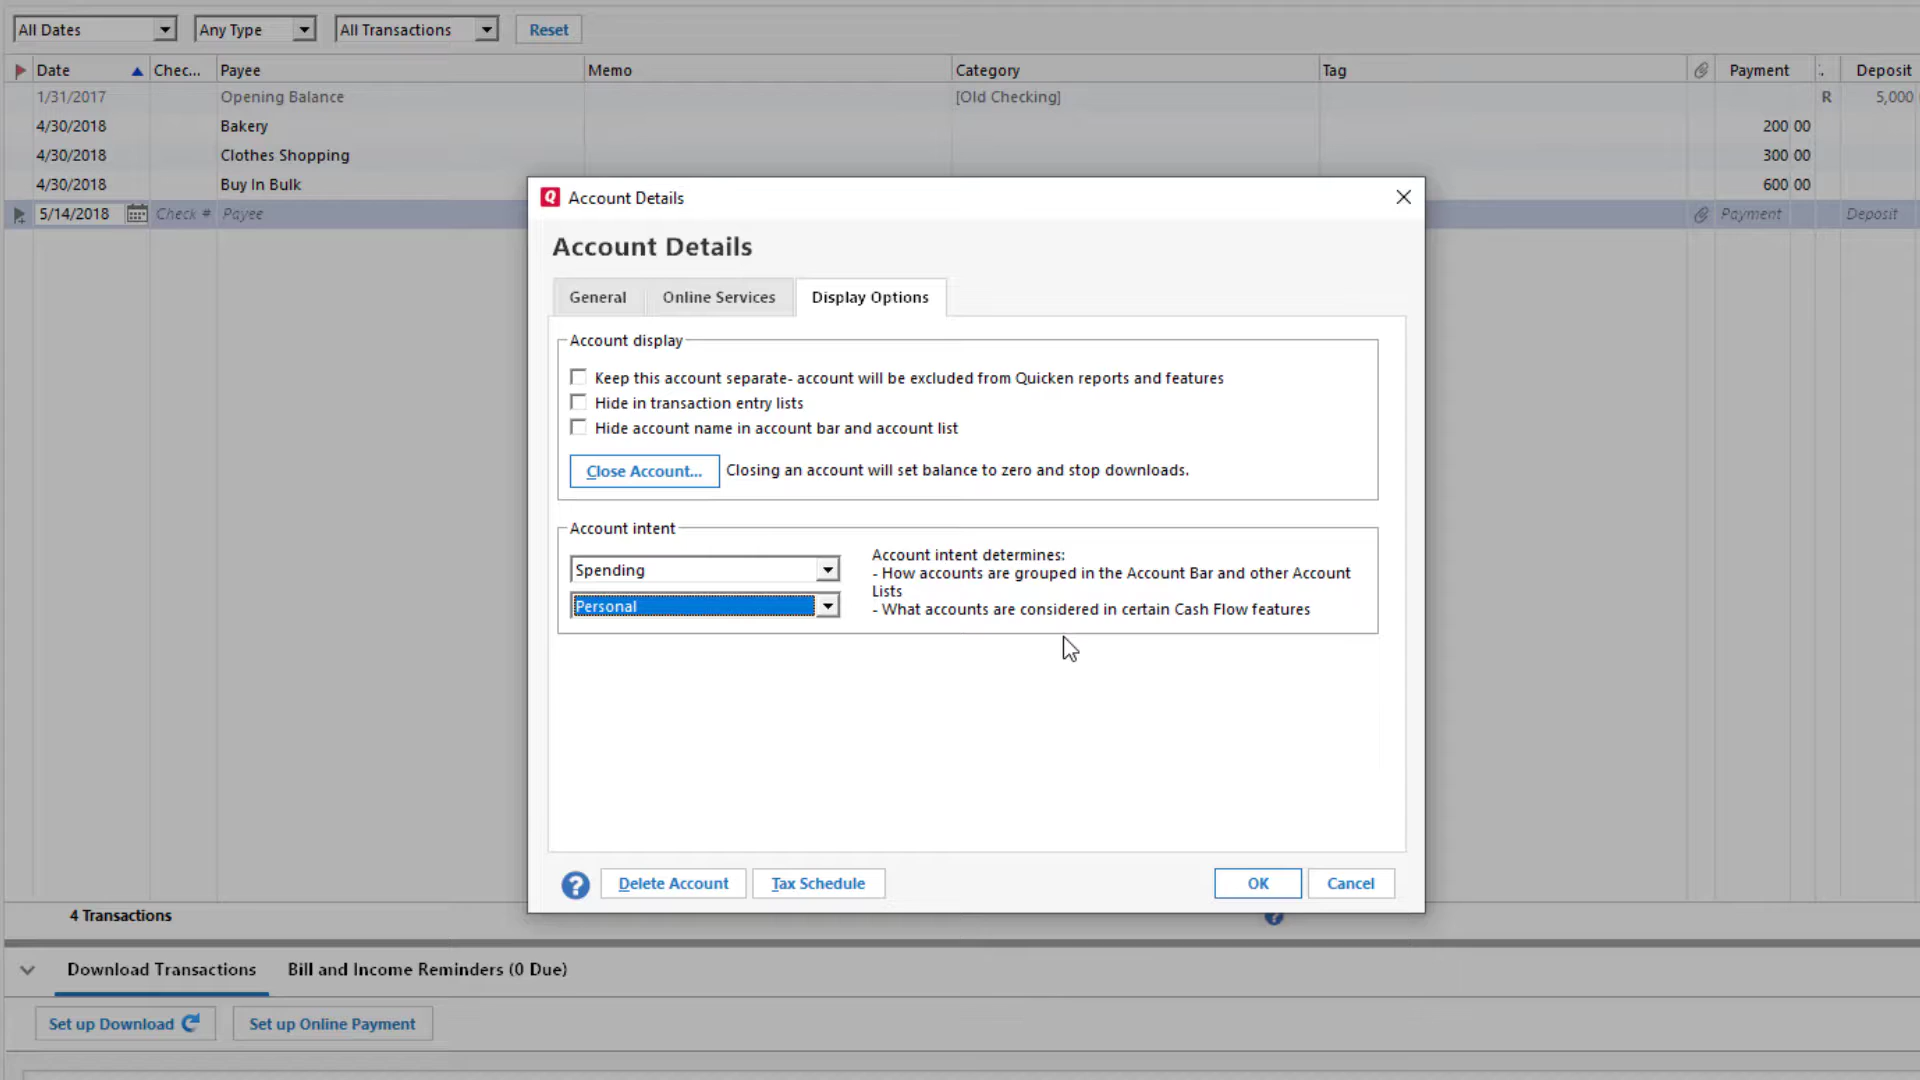 All Dates Any Type All Transactions Reset
Date Chec... Payee Memo Category Tag Payment Deposit
1/31/2017 Opening Balance [Old Checking] R 5,000
4/30/2018 Bakery 200 00
4/30/2018 Clothes Shopping 300 00
4/30/2018 Buy In Bulk 600 00
5/14/2018 Check # Payee Payment Deposit
Q Account Details
Account Details
General Online Services Display Options
Account display
Keep this account separate- account will be excluded from Quicken reports and features
Hide in transaction entry lists
Hide account name in account bar and account list
Close Account... Closing an account will set balance to zero and stop downloads.
Account intent
Spending
Personal
Account intent determines:
- How accounts are grouped in the Account Bar and other Account
Lists
- What accounts are considered in certain Cash Flow features
? Delete Account Tax Schedule OK Cancel
4 Transactions
Download Transactions Bill and Income Reminders (0 Due)
Set up Download Set up Online Payment